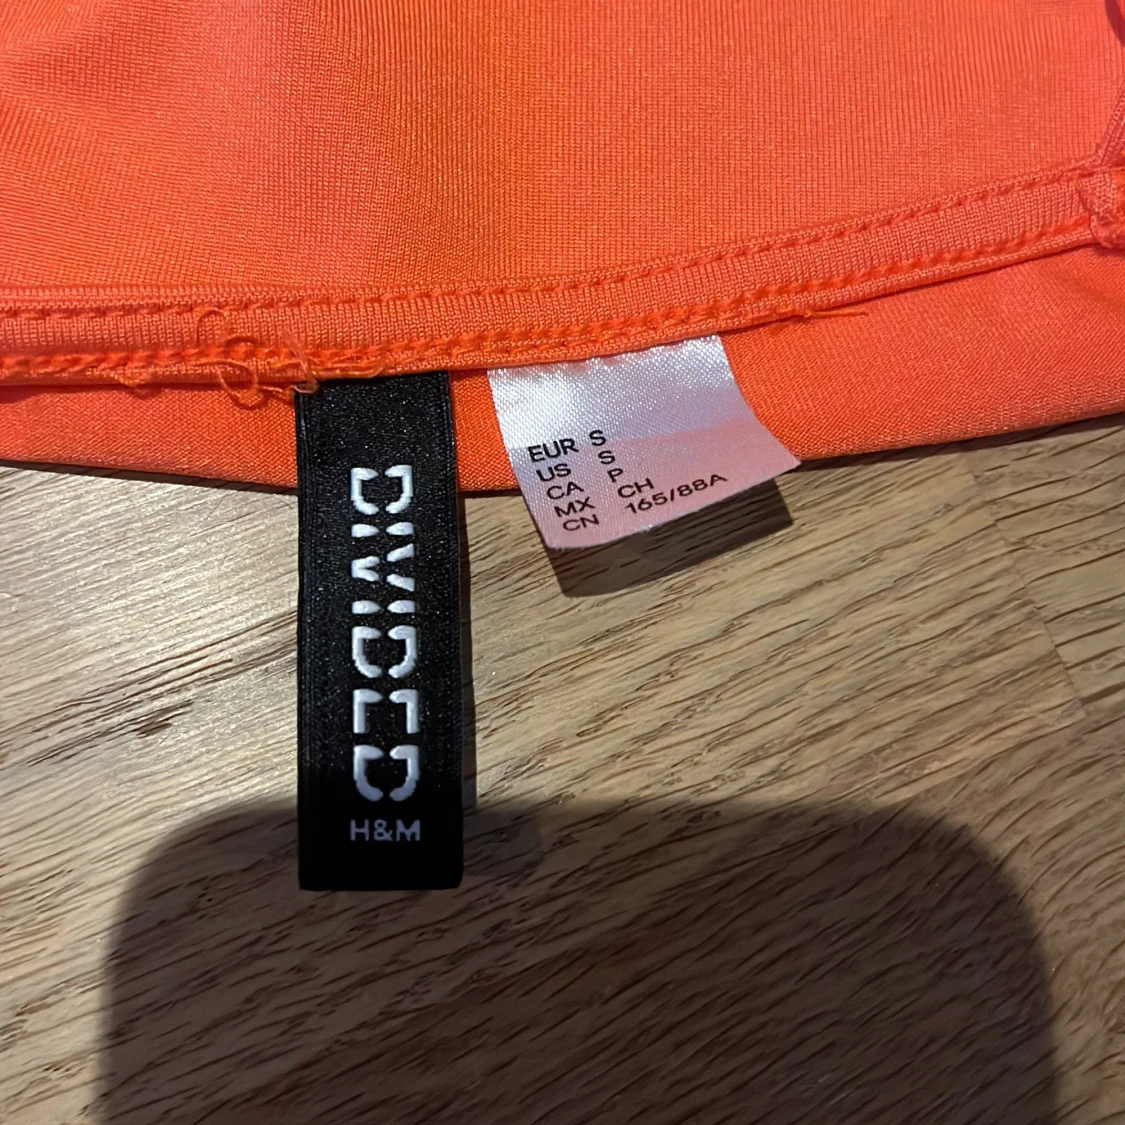 DIVIDED
H&M
EUR S
US S
CA P
MX CH
CN 165/88A